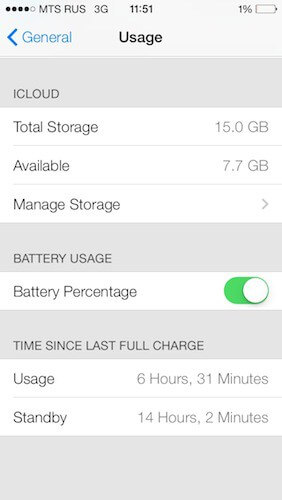 MTS RUS 3G 11:51 1%
General Usage
ICLOUD
Total Storage 15.0 GB
Available 7.7 GB
Manage Storage
BATTERY USAGE
Battery Percentage
TIME SINCE LAST FULL CHARGE
Usage 6 Hours, 31 Minutes
Standby 14 Hours, 2 Minutes